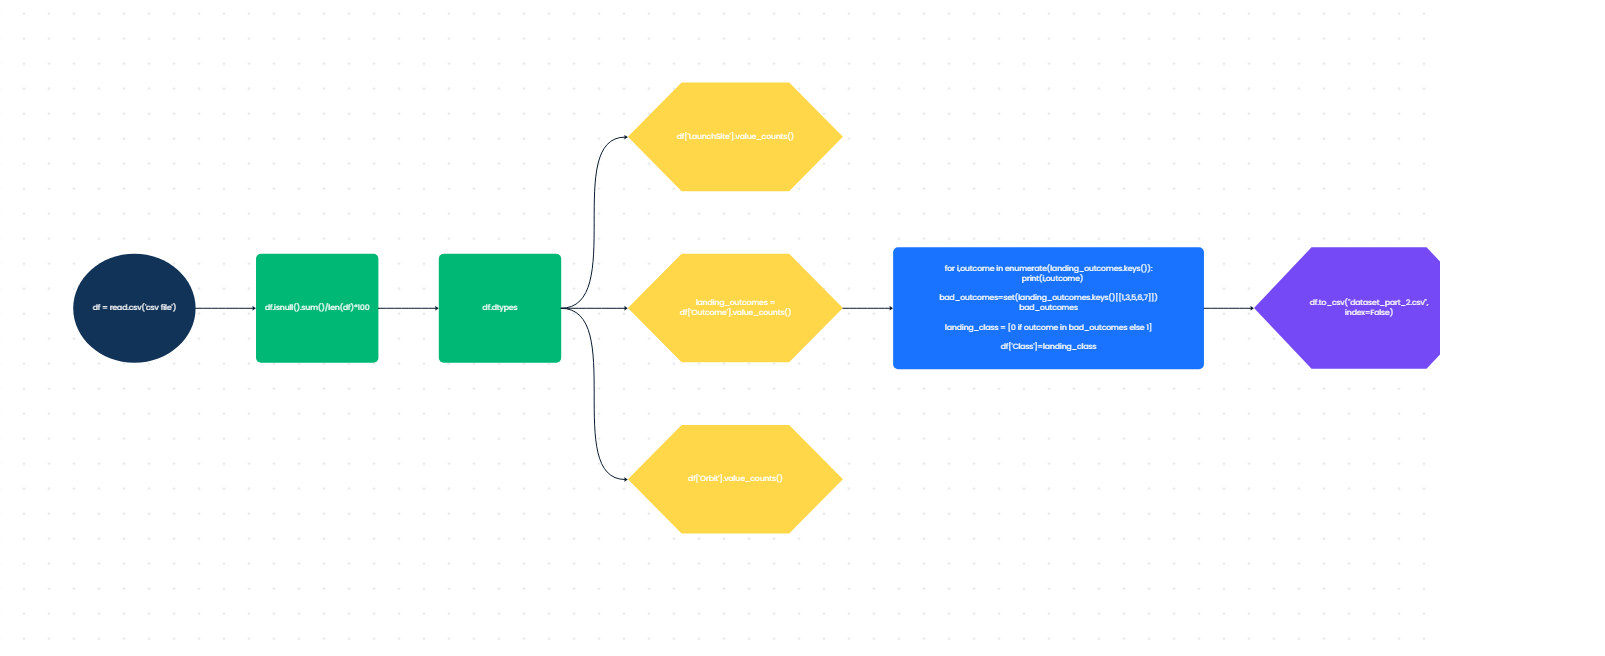 df = read.csv('csv file')
df.isnull().sum()/len(df)*100
df.dtypes
df['LaunchSite'].value_counts()
landing_outcomes =
df['Outcome'].value_counts()
df['Orbit'].value_counts()
for i,outcome in enumerate(landing_outcomes.keys()):
print(i,outcome)
bad_outcomes=set(landing_outcomes.keys()[[1,3,5,6,7]])
bad_outcomes
landing_class = [0 if outcome in bad_outcomes else 1]
df['Class']=landing_class
df.to_csv("dataset_part_2.csv",
index=False)